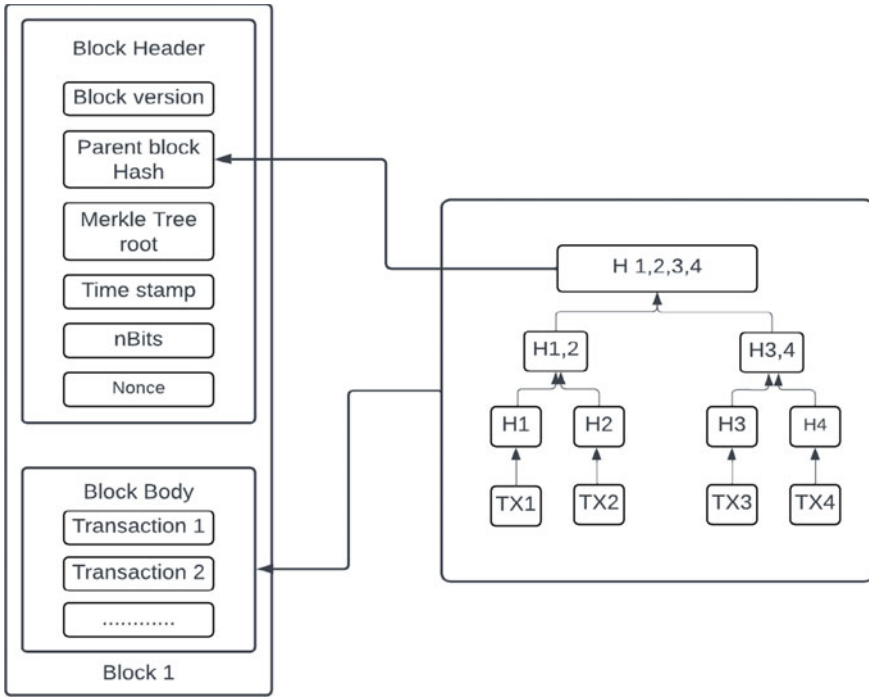 Block Header
Block version
Parent block
Hash
Merkle Tree
root
Time stamp
nBits
Nonce
Block Body
Transaction 1
Transaction 2
............
Block 1
H 1,2,3,4
H1,2
H3,4
H1
H2
H3
H4
TX1
TX2
TX3
TX4